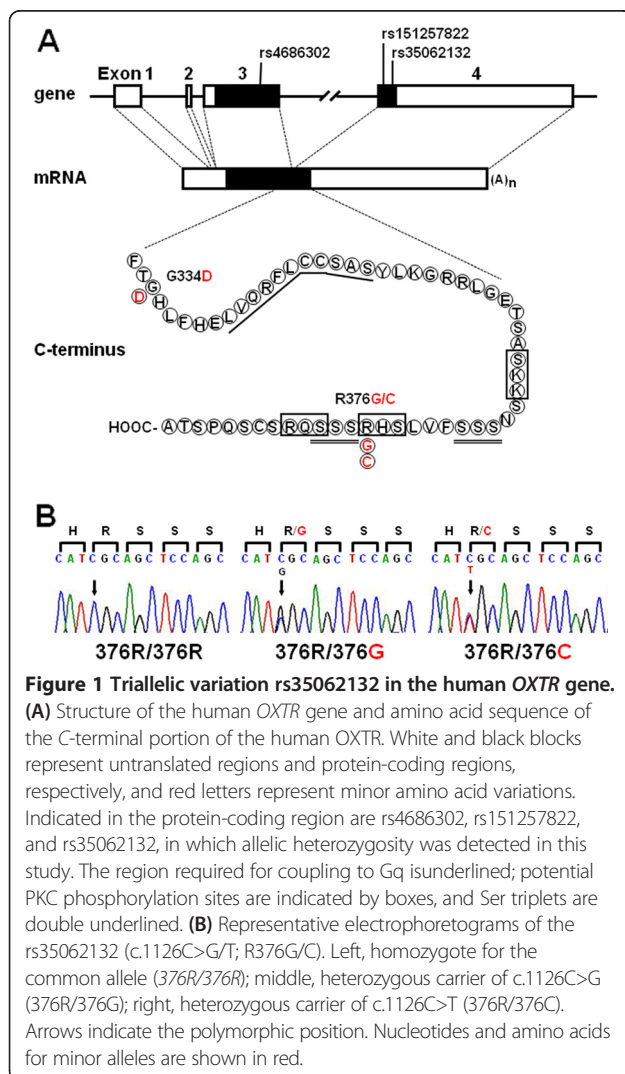 A
rs151257822
rs4686302 rs35062132
Exon 1 2 3 4
gene
mRNA (A)n
F T G H L F H E L V Q R F L C C S A S Y L K G R R L G E T S A S K K S N S S S F V L S H R S S S Q R S C S Q P S T A
D
G334D
C-terminus
R376G/C
HOOC-
G
C
B
H R S S S H R/G S S S H R/C S S S
C A T C G C A G C T C C A G C C A T C G C A G C T C C A G C C A T C G C A G C T C C A G C
G T
376R/376R 376R/376G 376R/376C
Figure 1 Triallelic variation rs35062132 in the human OXTR gene.
(A) Structure of the human OXTR gene and amino acid sequence of
the C-terminal portion of the human OXTR. White and black blocks
represent untranslated regions and protein-coding regions,
respectively, and red letters represent minor amino acid variations.
Indicated in the protein-coding region are rs4686302, rs151257822,
and rs35062132, in which allelic heterozygosity was detected in this
study. The region required for coupling to Gq isunderlined; potential
PKC phosphorylation sites are indicated by boxes, and Ser triplets are
double underlined. (B) Representative electrophoretograms of the
rs35062132 (c.1126C>G/T; R376G/C). Left, homozygote for the
common allele (376R/376R); middle, heterozygous carrier of c.1126C>G
(376R/376G); right, heterozygous carrier of c.1126C>T (376R/376C).
Arrows indicate the polymorphic position. Nucleotides and amino acids
for minor alleles are shown in red.